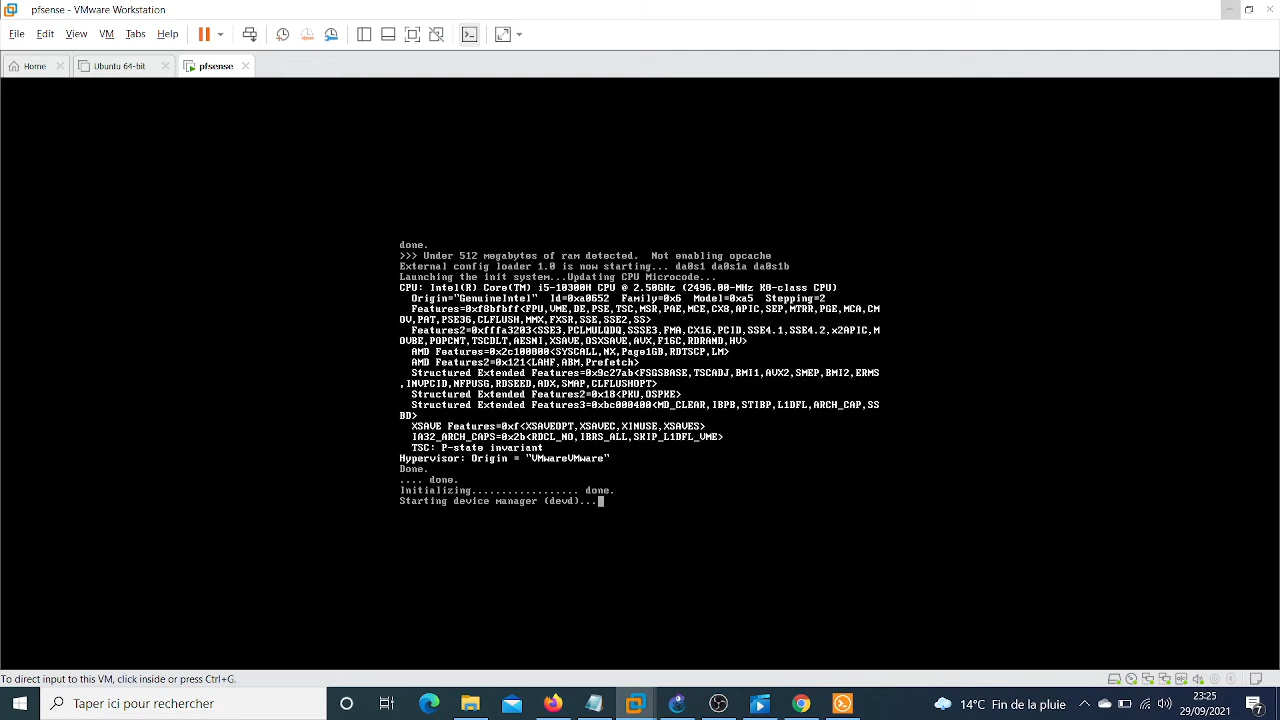 pfsense - VMware Workstation
File Edit View VM Tabs Help
Home Ubuntu 64-bit pfsense
done.
>>> Under 512 megabytes of ram detected.  Not enabling opcache
External config loader 1.0 is now starting... da0s1 da0s1a da0s1b
Launching the init system...Updating CPU Microcode...
CPU: Intel(R) Core(TM) i5-10300H CPU @ 2.50GHz (2496.00-MHz K8-class CPU)
Origin="GenuineIntel"  Id=0xa0652  Family=0x6  Model=0xa5  Stepping=2
Features=0xf8bfbff<FPU,VME,DE,PSE,TSC,MSR,PAE,MCE,CX8,APIC,SEP,MTRR,PGE,MCA,CM
OV,PAT,PSE36,CLFLUSH,MMX,FXSR,SSE,SSE2,SS>
Features2=0xfffa3203<SSE3,PCLMULQDQ,SSSE3,FMA,CX16,PCID,SSE4.1,SSE4.2,x2APIC,M
OVBE,POPCNT,TSCDLT,AESNI,XSAVE,OSXSAVE,AVX,F16C,RDRAND,HV>
AMD Features=0x2c100800<SYSCALL,NX,Page1GB,RDTSCP,LM>
AMD Features2=0x121<LAHF,ABM,Prefetch>
Structured Extended Features=0x9c27ab<FSGSBASE,TSCADJ,BMI1,AVX2,SMEP,BMI2,ERMS
,INVPCID,NFPUSG,RDSEED,ADX,SMAP,CLFLUSHOPT>
Structured Extended Features2=0x18<PKU,OSPKE>
Structured Extended Features3=0xbc000400<MD_CLEAR,IBPB,STIBP,L1DFL,ARCH_CAP,SS
BD>
XSAVE Features=0xf<XSAVEOPT,XSAVEC,XINUSE,XSAVES>
IA32_ARCH_CAPS=0x2b<RDCL_NO,IBRS_ALL,SKIP_L1DFL_VME>
TSC: P-state invariant
Hypervisor: Origin = "VMwareVMware"
Done.
.... done.
Initializing.................. done.
Starting device manager (devd)...
To direct input to this VM, click inside or press Ctrl+G.
Taper ici pour rechercher
14°C Fin de la pluie
23:25
29/09/2021